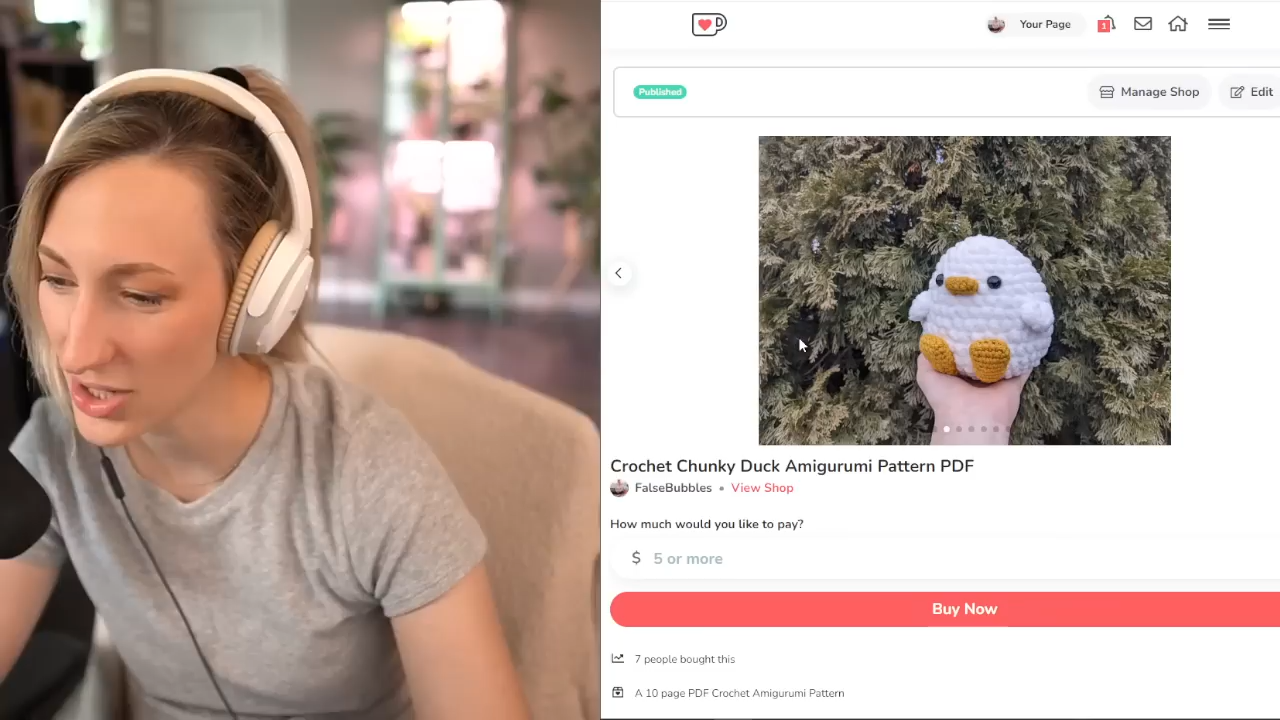 D
Your Page
1
Published
Manage Shop
Edit
Crochet Chunky Duck Amigurumi Pattern PDF
FalseBubbles • View Shop
How much would you like to pay?
$ 5 or more
Buy Now
7 people bought this
A 10 page PDF Crochet Amigurumi Pattern